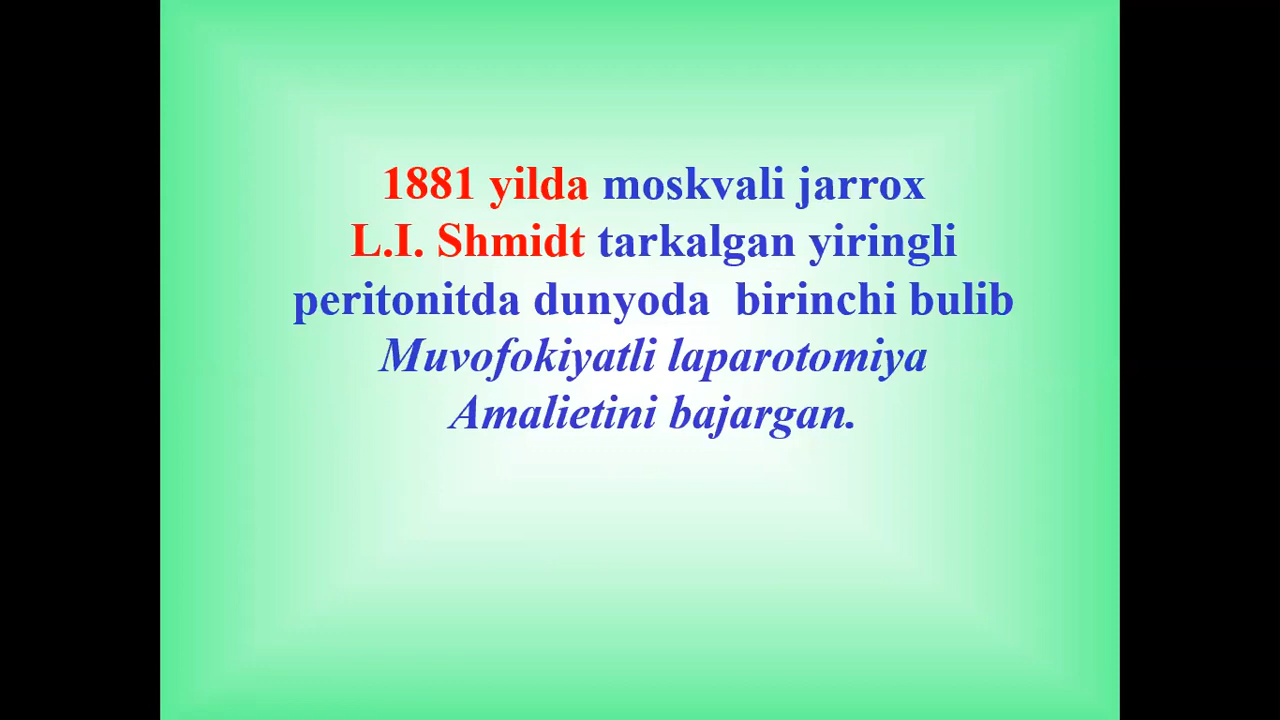 1881 yilda moskvali jarrox
L.I. Shmidt tarkalgan yiringli
peritonitda dunyoda birinchi bulib
Muvofokiyatli laparotomiya
Amalietini bajargan.